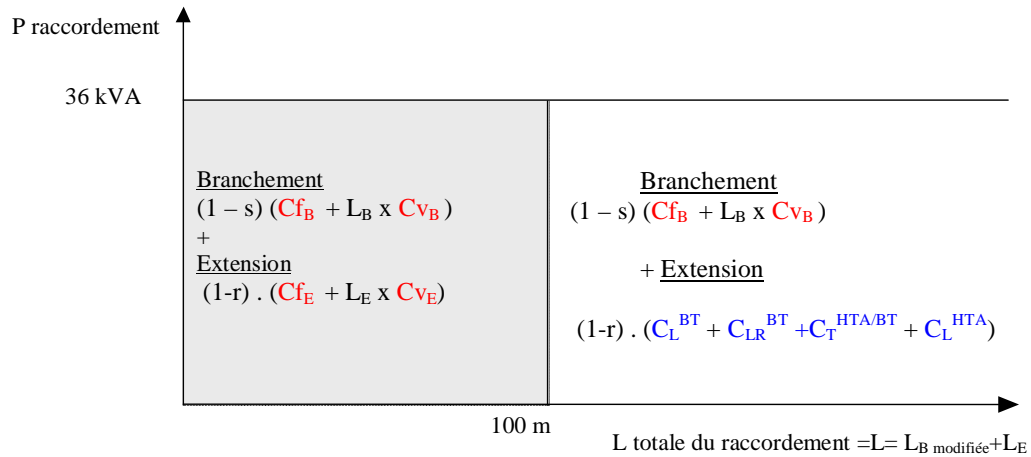 P raccordement
36 kVA
Branchement
(1 – s) (Cf_B + L_B x Cv_B )
+
Extension
(1-r) . (Cf_E + L_E x Cv_E)
Branchement
(1 – s) (Cf_B + L_B x Cv_B )
+ Extension
(1-r) . (C_L^BT + C_LR^BT +C_T^HTA/BT + C_L^HTA)
100 m
L totale du raccordement =L= L_B modifiée+L_E